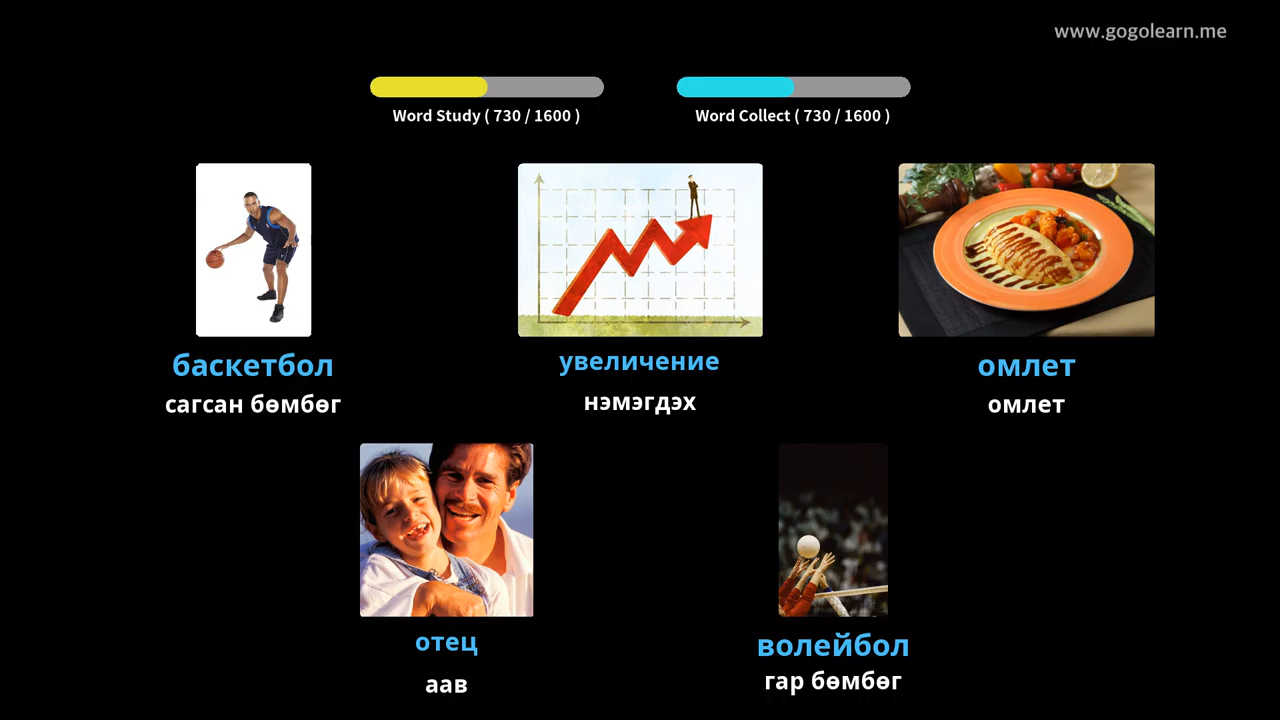 www.gogolearn.me
Word Study ( 730 / 1600 )
Word Collect ( 730 / 1600 )
баскетбол
сагсан бөмбөг
увеличение
нэмэгдэх
омлет
омлет
отец
аав
волейбол
гар бөмбөг